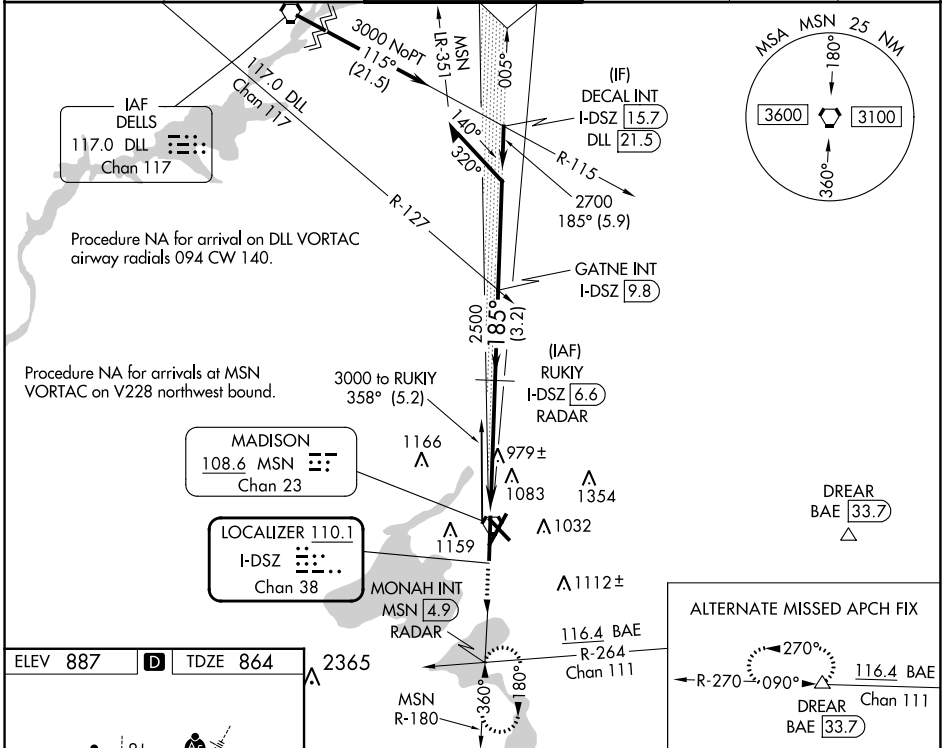 3000 NoPT
115°
(21.5)
MSN
LR-351
005°
MSA MSN 25 NM
180°
3600
3100
360°
117.0 DLL
Chan 117
IAF
DELLS
117.0 DLL
Chan 117
(IF)
DECAL INT
I-DSZ 15.7
DLL 21.5
140°
320°
R-115
2700
185° (5.9)
R-127
Procedure NA for arrival on DLL VORTAC
airway radials 094 CW 140.
GATNE INT
I-DSZ 9.8
2500
185°
(3.2)
Procedure NA for arrivals at MSN
VORTAC on V228 northwest bound.
3000 to RUKIY
358° (5.2)
(IAF)
RUKIY
I-DSZ 6.6
RADAR
MADISON
108.6 MSN
Chan 23
1166
979±
1083
1354
1159
1032
DREAR
BAE 33.7
LOCALIZER 110.1
I-DSZ
Chan 38
MONAH INT
MSN 4.9
RADAR
1112±
116.4 BAE
R-264
Chan 111
ALTERNATE MISSED APCH FIX
270°
R-270
090°
116.4 BAE
Chan 111
DREAR
BAE 33.7
ELEV 887
D
TDZE 864
2365
MSN
R-180
360°
180°